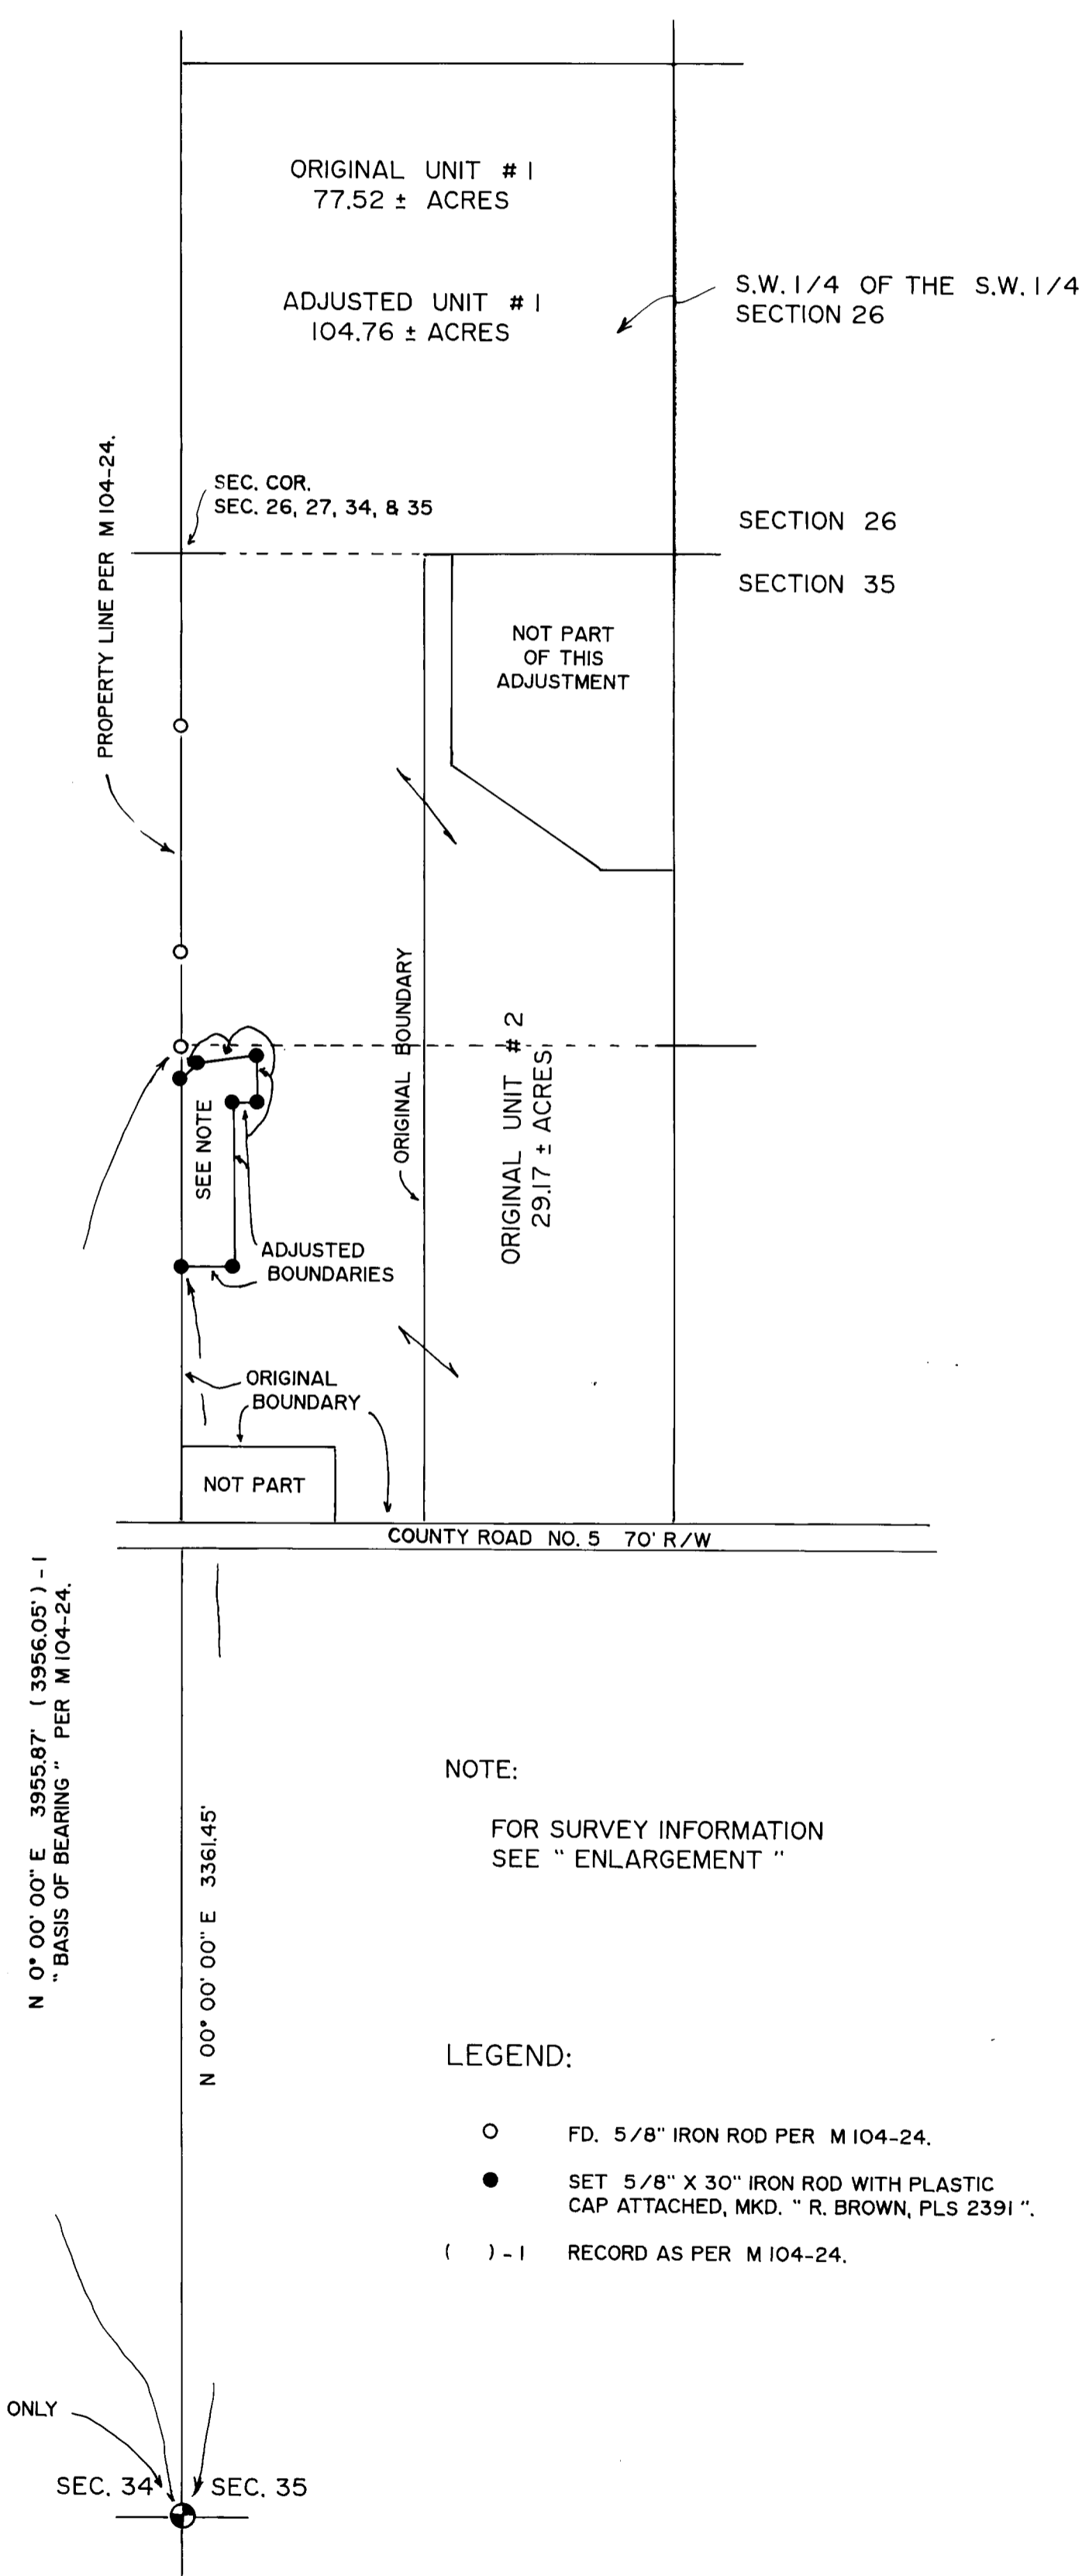 ORIGINAL UNIT # 1
77.52 ± ACRES
ADJUSTED UNIT # 1
104.76 ± ACRES
S.W. 1/4 OF THE S.W. 1/4
SECTION 26
PROPERTY LINE PER M 104-24.
SEC. COR.
SEC. 26, 27, 34, & 35
SECTION 26
SECTION 35
NOT PART
OF THIS
ADJUSTMENT
ORIGINAL BOUNDARY
ORIGINAL UNIT # 2
29.17 ± ACRES
SEE NOTE
ADJUSTED
BOUNDARIES
ORIGINAL
BOUNDARY
NOT PART
COUNTY ROAD NO. 5 70' R/W
N 0° 00' 00" E 3955.87' (3956.05') - 1
" BASIS OF BEARING " PER M 104-24.
N 00° 00' 00" E 3361.45'
NOTE:
FOR SURVEY INFORMATION
SEE " ENLARGEMENT "
LEGEND:
FD. 5/8" IRON ROD PER M 104-24.
SET 5/8" X 30" IRON ROD WITH PLASTIC
CAP ATTACHED, MKD. " R. BROWN, PLS 2391 ".
( ) - 1 RECORD AS PER M 104-24.
ONLY
SEC. 34 SEC. 35